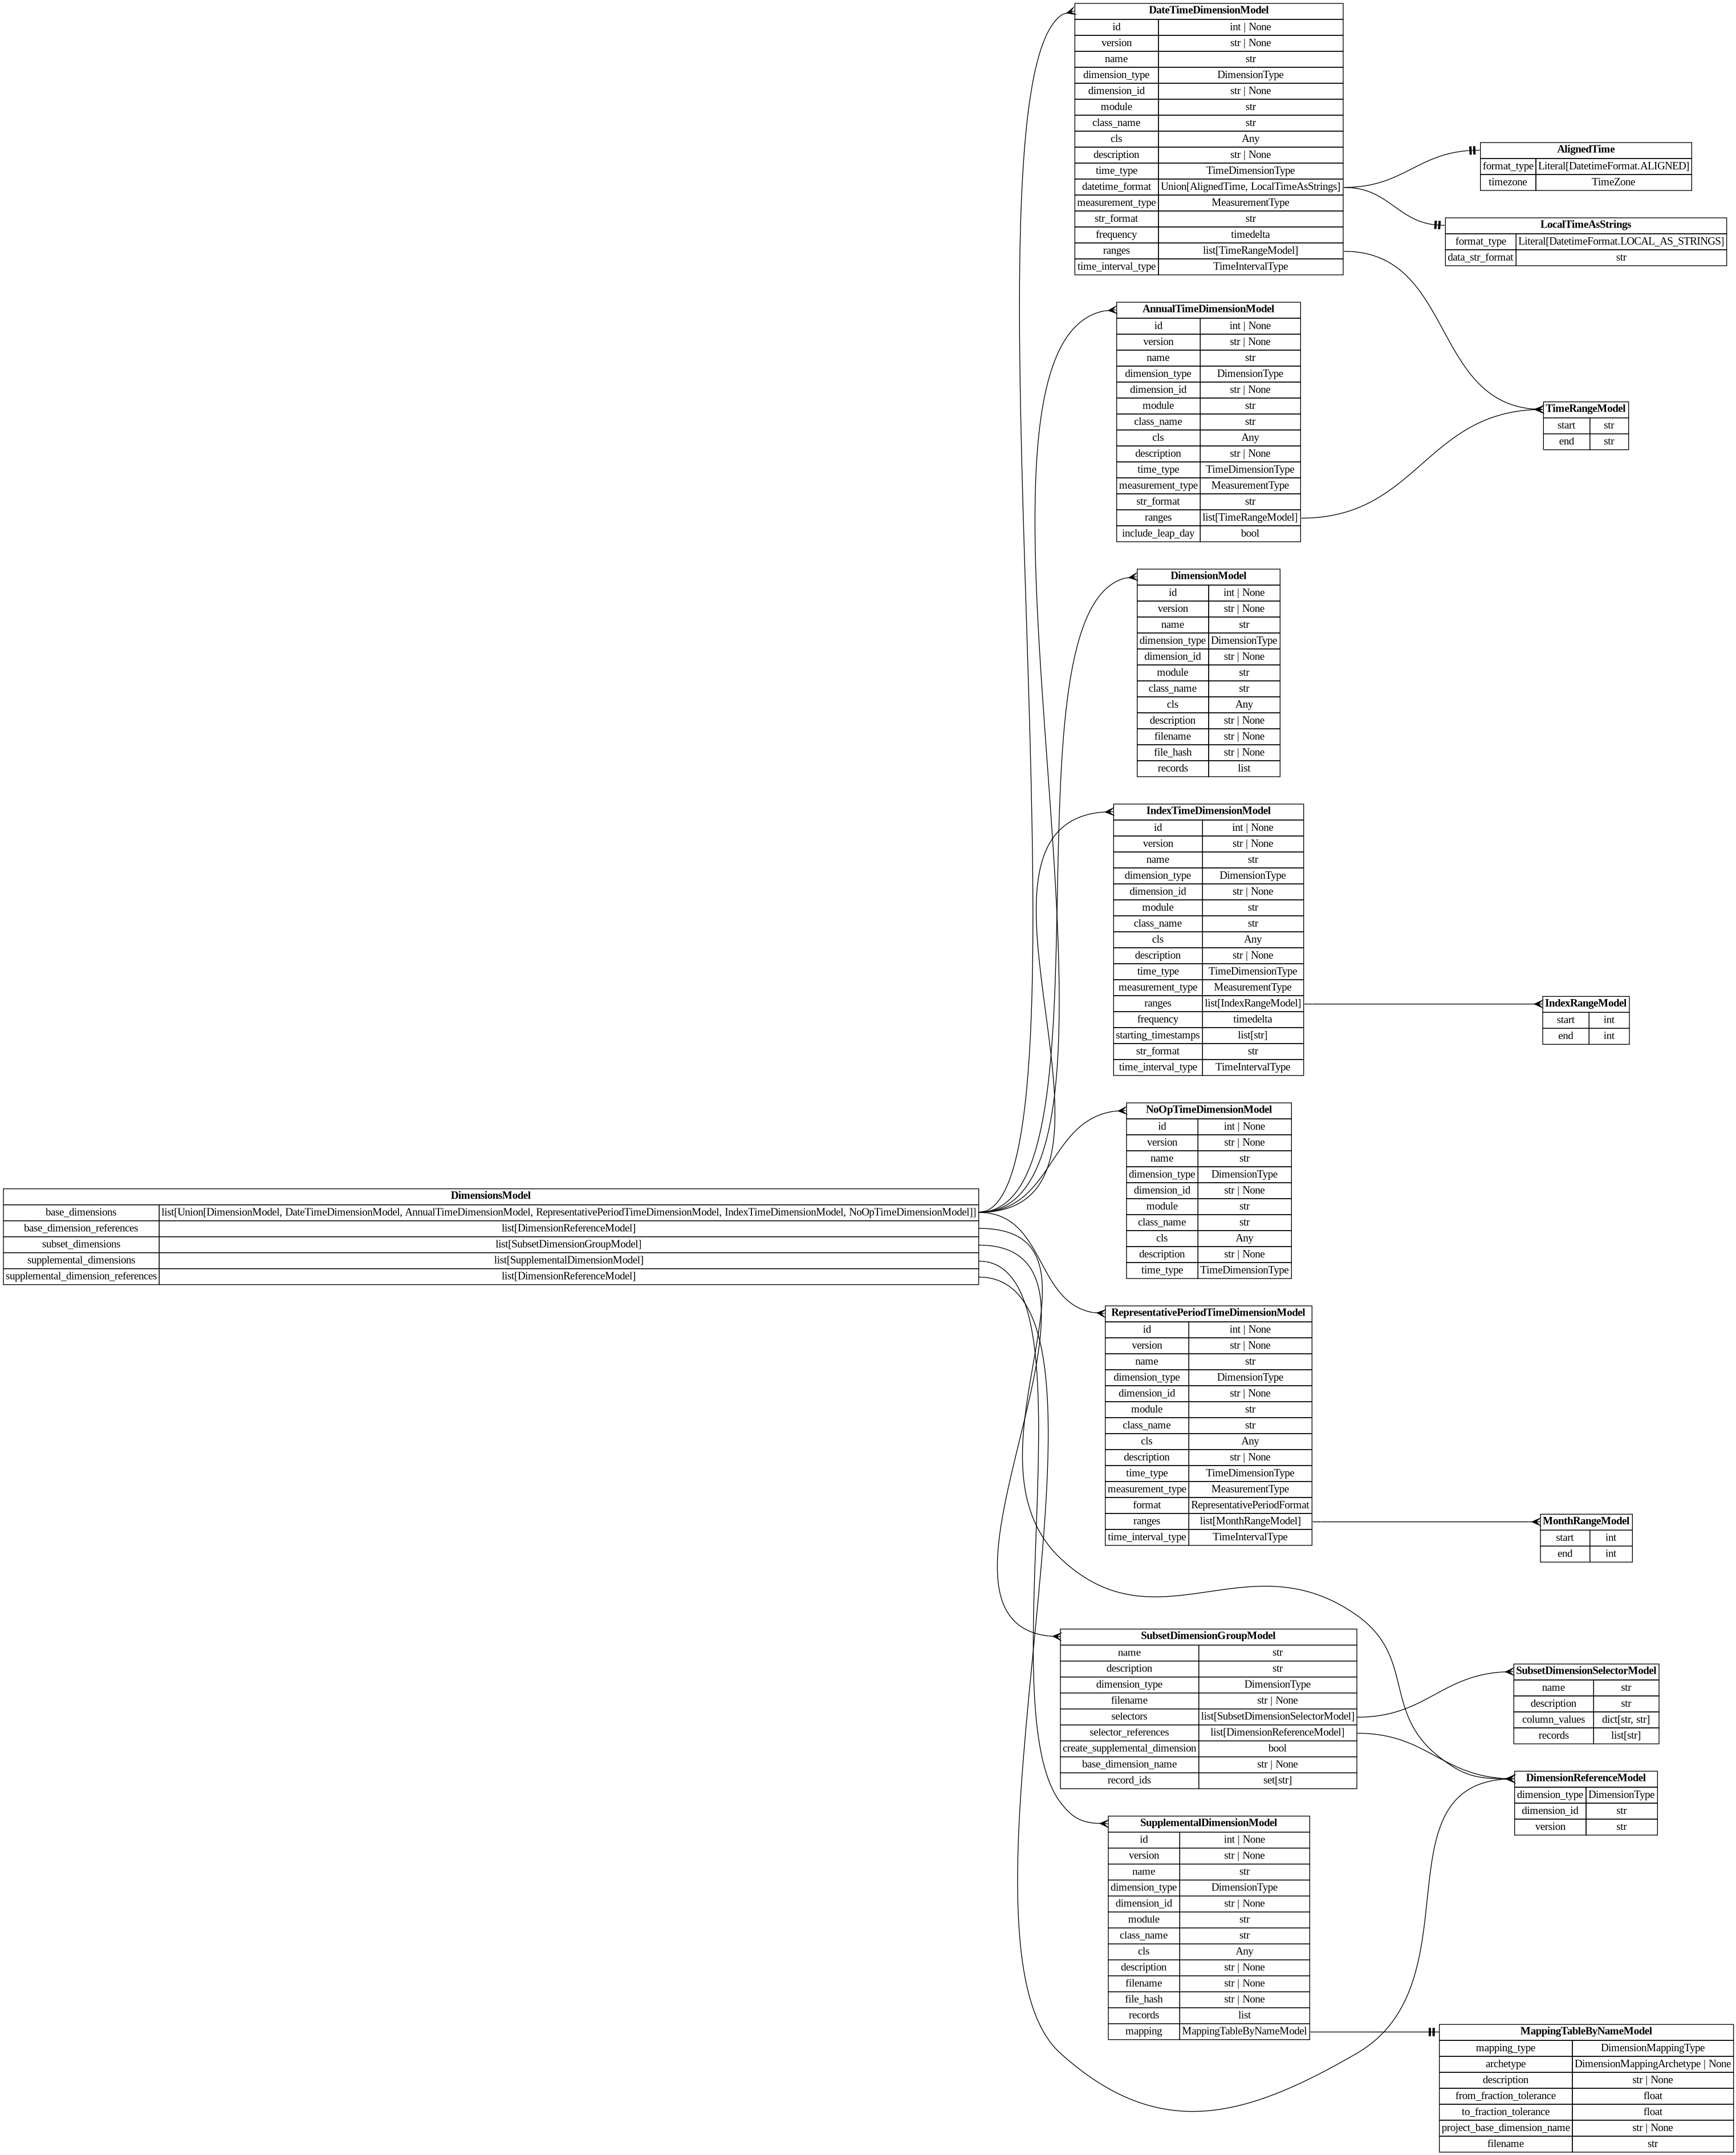 DateTimeDimensionModel
id int | None
version str | None
name str
dimension_type DimensionType
dimension_id str | None
module str
class_name str
cls Any
description str | None
time_type TimeDimensionType
datetime_format Union[AlignedTime, LocalTimeAsStrings]
measurement_type MeasurementType
str_format str
frequency timedelta
ranges list[TimeRangeModel]
time_interval_type TimeIntervalType
AlignedTime
format_type Literal[DatetimeFormat.ALIGNED]
timezone TimeZone
LocalTimeAsStrings
format_type Literal[DatetimeFormat.LOCAL_AS_STRINGS]
data_str_format str
AnnualTimeDimensionModel
id int | None
version str | None
name str
dimension_type DimensionType
dimension_id str | None
module str
class_name str
cls Any
description str | None
time_type TimeDimensionType
measurement_type MeasurementType
str_format str
ranges list[TimeRangeModel]
include_leap_day bool
TimeRangeModel
start str
end str
DimensionModel
id int | None
version str | None
name str
dimension_type DimensionType
dimension_id str | None
module str
class_name str
cls Any
description str | None
filename str | None
file_hash str | None
records list
IndexTimeDimensionModel
id int | None
version str | None
name str
dimension_type DimensionType
dimension_id str | None
module str
class_name str
cls Any
description str | None
time_type TimeDimensionType
measurement_type MeasurementType
ranges list[IndexRangeModel]
frequency timedelta
starting_timestamps list[str]
str_format str
time_interval_type TimeIntervalType
IndexRangeModel
start int
end int
NoOpTimeDimensionModel
id int | None
version str | None
name str
dimension_type DimensionType
dimension_id str | None
module str
class_name str
cls Any
description str | None
time_type TimeDimensionType
DimensionsModel
base_dimensions list[Union[DimensionModel, DateTimeDimensionModel, AnnualTimeDimensionModel, RepresentativePeriodTimeDimensionModel, IndexTimeDimensionModel, NoOpTimeDimensionModel]]
base_dimension_references list[DimensionReferenceModel]
subset_dimensions list[SubsetDimensionGroupModel]
supplemental_dimensions list[SupplementalDimensionModel]
supplemental_dimension_references list[DimensionReferenceModel]
RepresentativePeriodTimeDimensionModel
id int | None
version str | None
name str
dimension_type DimensionType
dimension_id str | None
module str
class_name str
cls Any
description str | None
time_type TimeDimensionType
measurement_type MeasurementType
format RepresentativePeriodFormat
ranges list[MonthRangeModel]
time_interval_type TimeIntervalType
MonthRangeModel
start int
end int
SubsetDimensionGroupModel
name str
description str
dimension_type DimensionType
filename str | None
selectors list[SubsetDimensionSelectorModel]
selector_references list[DimensionReferenceModel]
create_supplemental_dimension bool
base_dimension_name str | None
record_ids set[str]
SubsetDimensionSelectorModel
name str
description str
column_values dict[str, str]
records list[str]
DimensionReferenceModel
dimension_type DimensionType
dimension_id str
version str
SupplementalDimensionModel
id int | None
version str | None
name str
dimension_type DimensionType
dimension_id str | None
module str
class_name str
cls Any
description str | None
filename str | None
file_hash str | None
records list
mapping MappingTableByNameModel
MappingTableByNameModel
mapping_type DimensionMappingType
archetype DimensionMappingArchetype | None
description str | None
from_fraction_tolerance float
to_fraction_tolerance float
project_base_dimension_name str | None
filename str